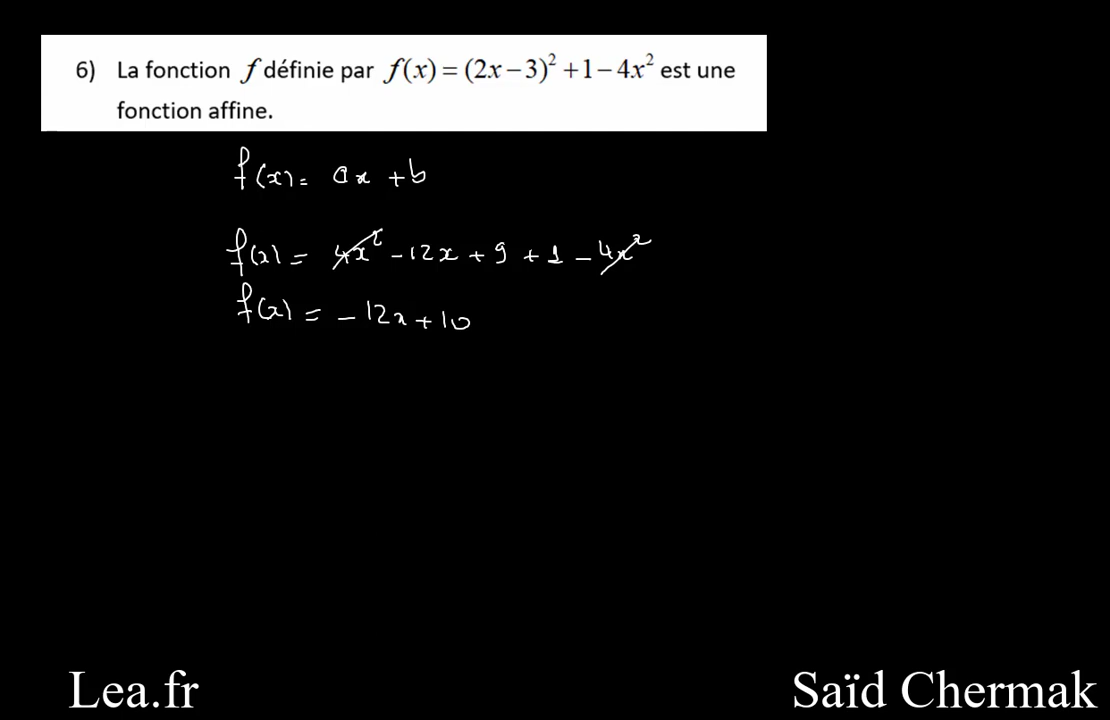 6) La fonction f définie par f(x) = (2x − 3)² + 1 − 4x² est une
fonction affine.
f(x) = ax + b
f(x) = 4x² - 12x + 9 + 1 - 4x²
f(x) = - 12x + 10
Lea.fr
Saïd Chermak